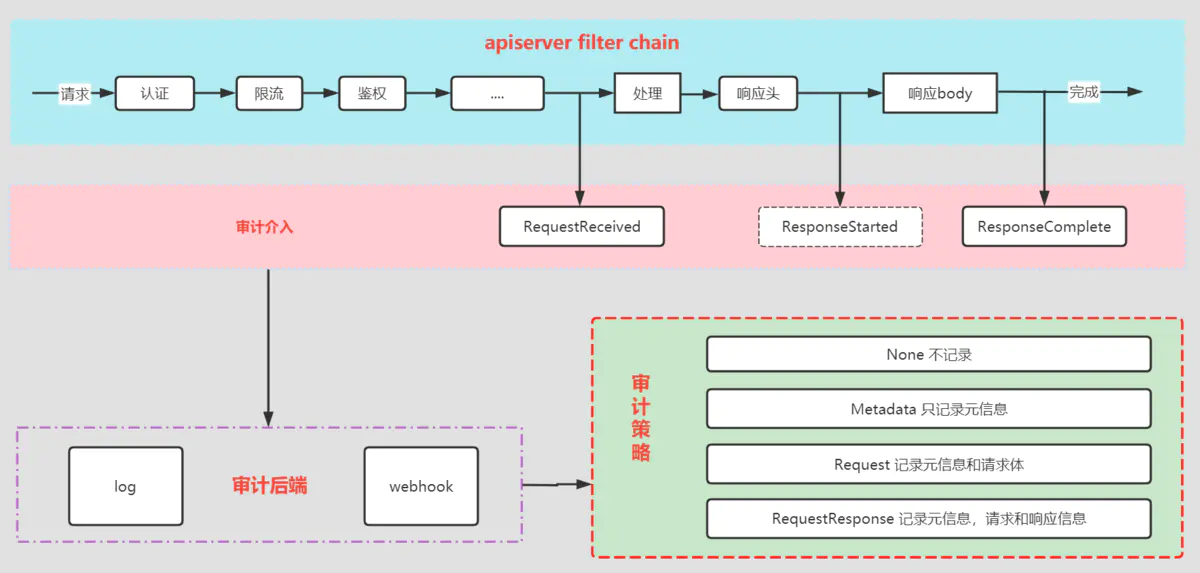 apiserver filter chain
请求
认证
限流
鉴权
....
处理
响应头
响应body
完成
审计介入
RequestReceived
ResponseStarted
ResponseComplete
log
审计后端
webhook
审计策略
None 不记录
Metadata 只记录元信息
Request 记录元信息和请求体
RequestResponse 记录元信息，请求和响应信息